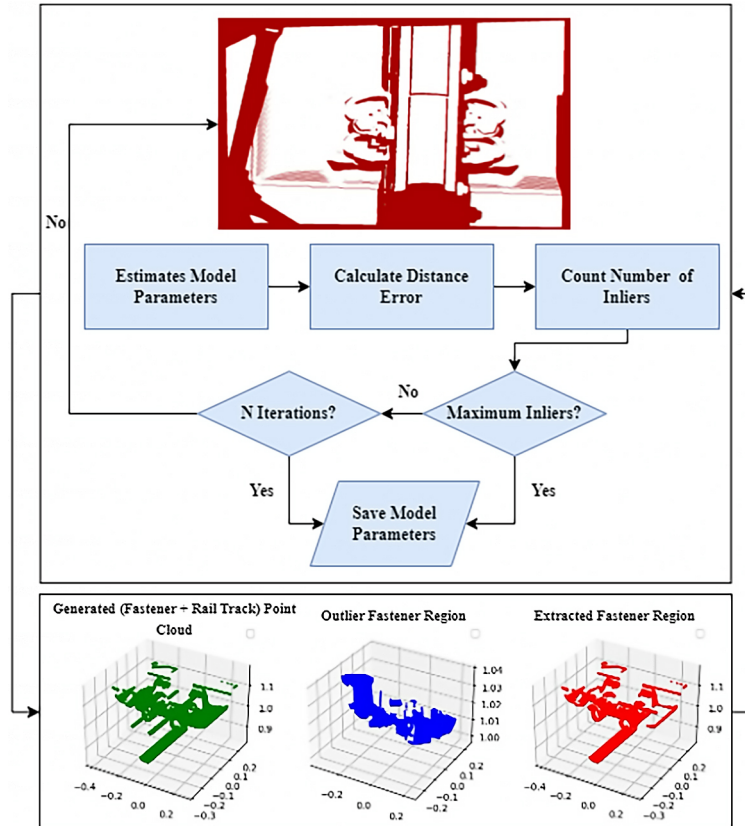 No
Estimates Model
Parameters
Calculate Distance
Error
Count Number of
Inliers
N Iterations?
No
Maximum Inliers?
Yes
Save Model
Parameters
Yes
Generated (Fastener + Rail Track) Point
Cloud
Outlier Fastener Region
Extracted Fastener Region
1.1
1.0
0.9
−0.4
−0.2
0.0
0.2
−0.3
−0.2
−0.1
0.0
0.1
0.2
1.04
1.03
1.02
1.01
1.00
−0.4
−0.2
0.0
0.2
−0.2
−0.1
0.0
0.1
0.2
1.1
1.0
0.9
−0.4
−0.2
0.0
0.2
−0.3
−0.2
−0.1
0.0
0.1
0.2